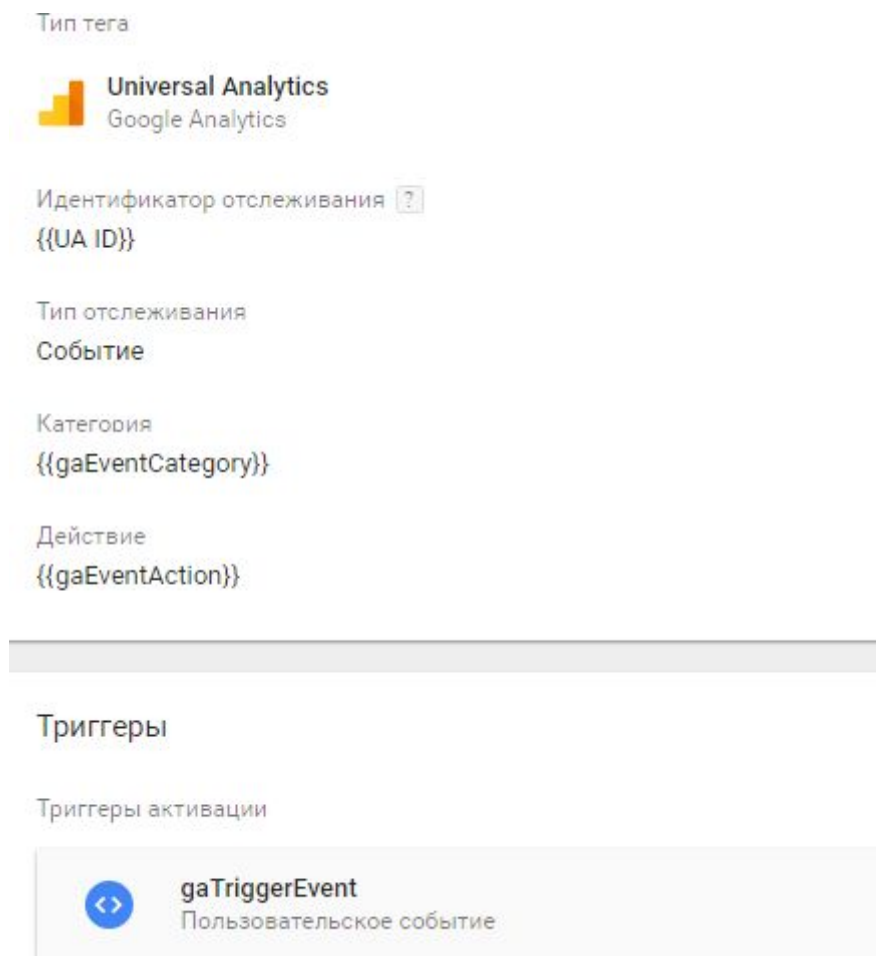 Тип тега
Universal Analytics
Google Analytics
Идентификатор отслеживания ?
{{UA ID}}
Тип отслеживания
Событие
Категория
{{gaEventCategory}}
Действие
{{gaEventAction}}
Триггеры
Триггеры активации
gaTriggerEvent
Пользовательское событие